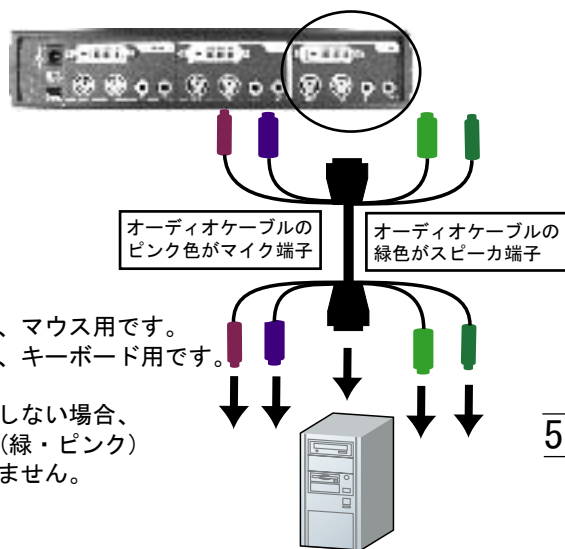 オーディオケーブルの
ピンク色がマイク端子
オーディオケーブルの
緑色がスピーカ端子
、マウス用です。
、キーボード用です。
しない場合、
（緑・ピンク）
ません。
5